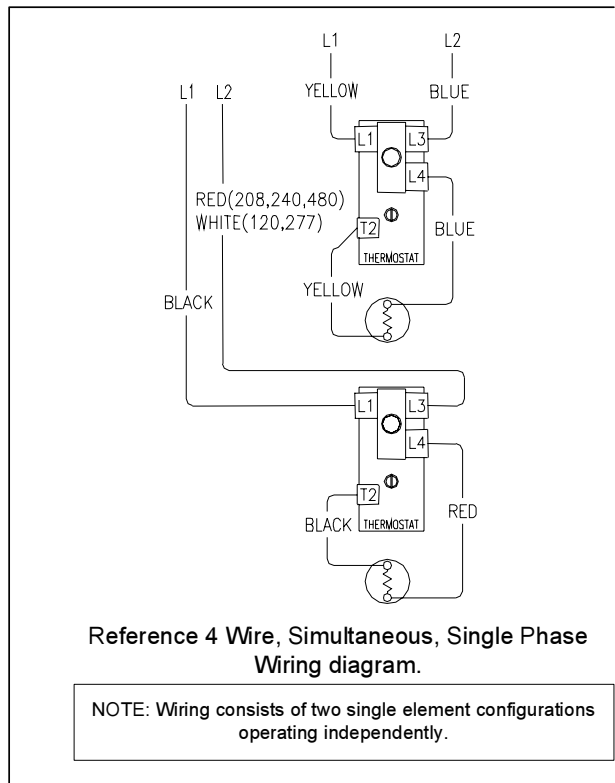 L1
L2
YELLOW
BLUE
L1 L2
L1
L3
L4
RED(208,240,480)
WHITE(120,277)
T2
BLUE
THERMOSTAT
YELLOW
BLACK
L1
L3
L4
T2
RED
BLACK
THERMOSTAT
Reference 4 Wire, Simultaneous, Single Phase
Wiring diagram.
NOTE: Wiring consists of two single element configurations
operating independently.